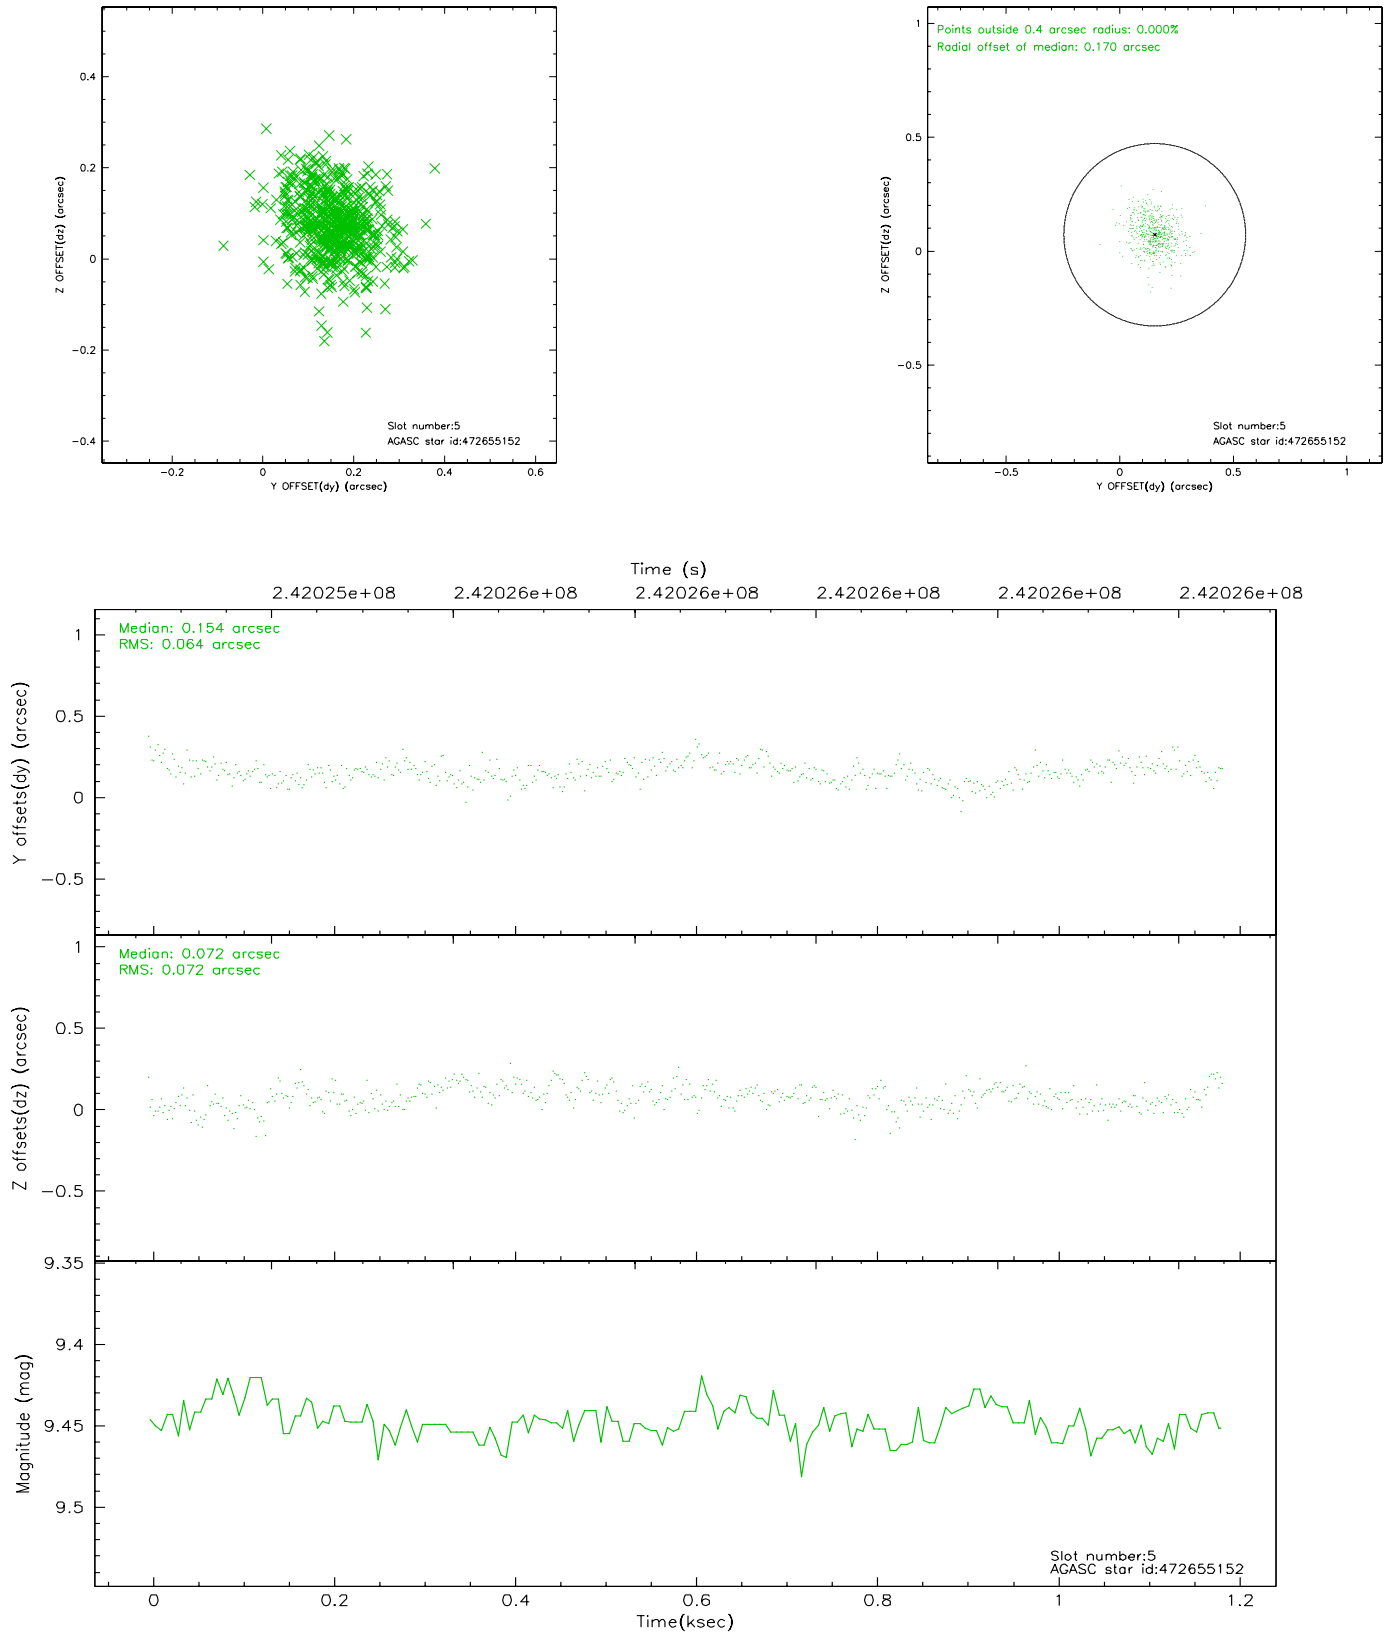 0.4
0.2
0
−0.2
−0.4
Z OFFSET(dz) (arcsec)
Slot number:5
AGASC star id:472655152
−0.2 0 0.2 0.4 0.6
Y OFFSET(dy) (arcsec)
Points outside 0.4 arcsec radius: 0.000%
Radial offset of median: 0.170 arcsec
1
0.5
0
−0.5
Z OFFSET(dz) (arcsec)
Slot number:5
AGASC star id:472655152
−0.5 0 0.5 1
Y OFFSET(dy) (arcsec)
Time (s)
2.42025e+08 2.42026e+08 2.42026e+08 2.42026e+08 2.42026e+08 2.42026e+08
Median: 0.154 arcsec
RMS: 0.064 arcsec
1
0.5
0
−0.5
Y offsets(dy) (arcsec)
Median: 0.072 arcsec
RMS: 0.072 arcsec
1
0.5
0
−0.5
Z offsets(dz) (arcsec)
9.35
9.4
9.45
9.5
Magnitude (mag)
Slot number:5
AGASC star id:472655152
0 0.2 0.4 0.6 0.8 1 1.2
Time(ksec)